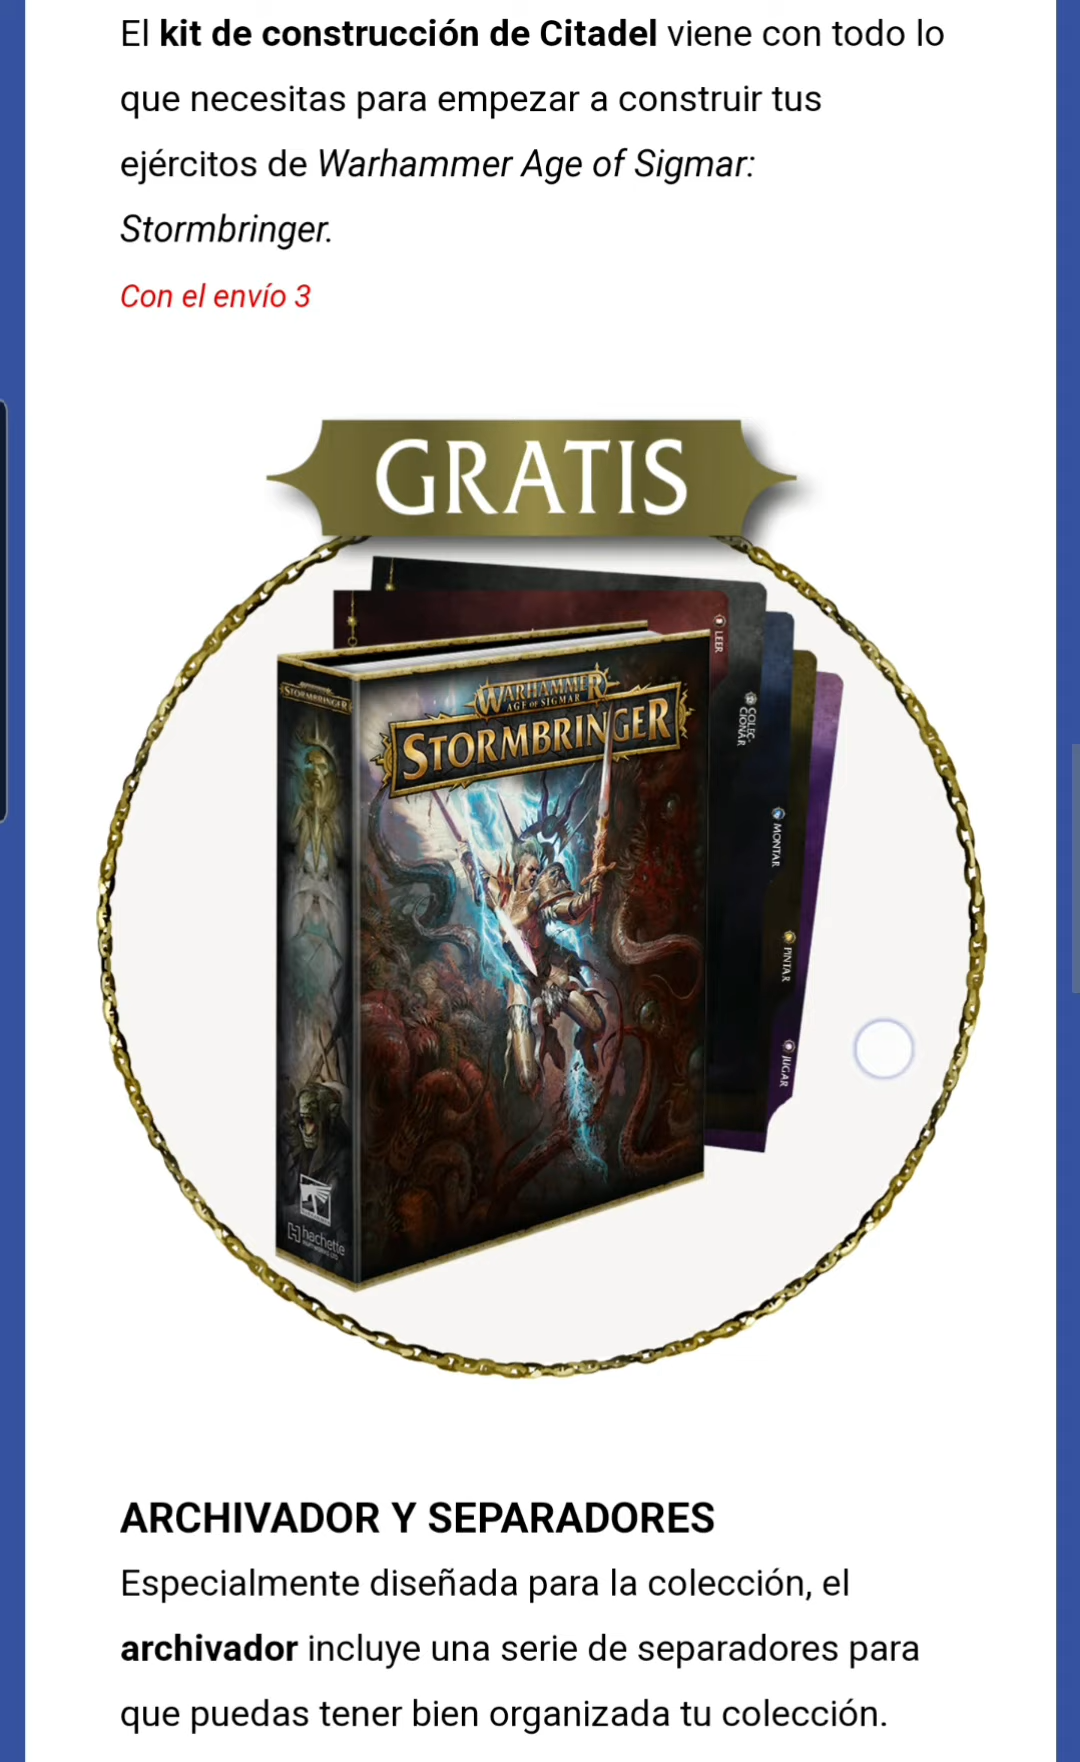 El kit de construcción de Citadel viene con todo lo
que necesitas para empezar a construir tus
ejércitos de Warhammer Age of Sigmar:
Stormbringer.
Con el envío 3
GRATIS
LEER
COLEC-
CIONAR
MONTAR
PINTAR
JUGAR
STORMBRINGER
WARHAMMER
AGE OF SIGMAR
STORMBRINGER
hachette
ARCHIVADOR Y SEPARADORES
Especialmente diseñada para la colección, el
archivador incluye una serie de separadores para
que puedas tener bien organizada tu colección.